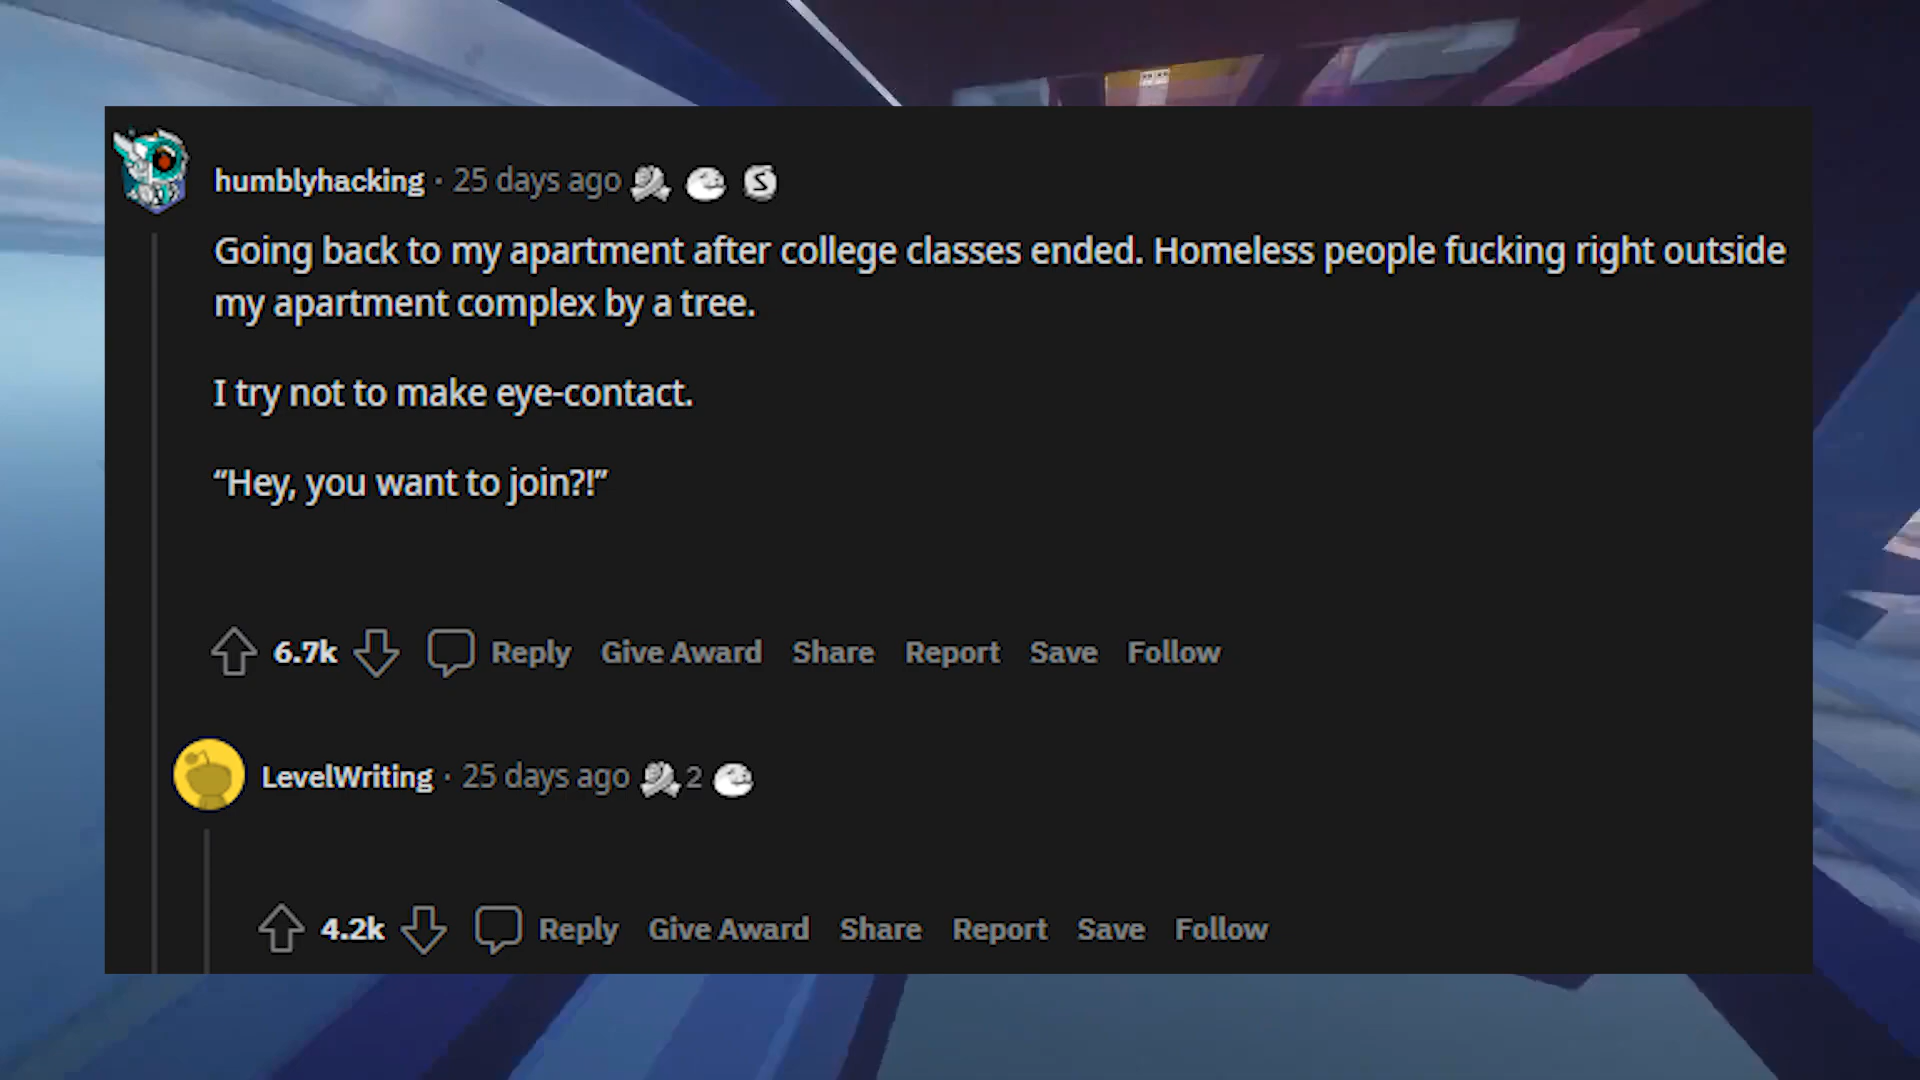 humblyhacking · 25 days ago
Going back to my apartment after college classes ended. Homeless people fucking right outside
my apartment complex by a tree.
I try not to make eye-contact.
“Hey, you want to join?!”
6.7k Reply Give Award Share Report Save Follow
LevelWriting · 25 days ago 2
4.2k Reply Give Award Share Report Save Follow